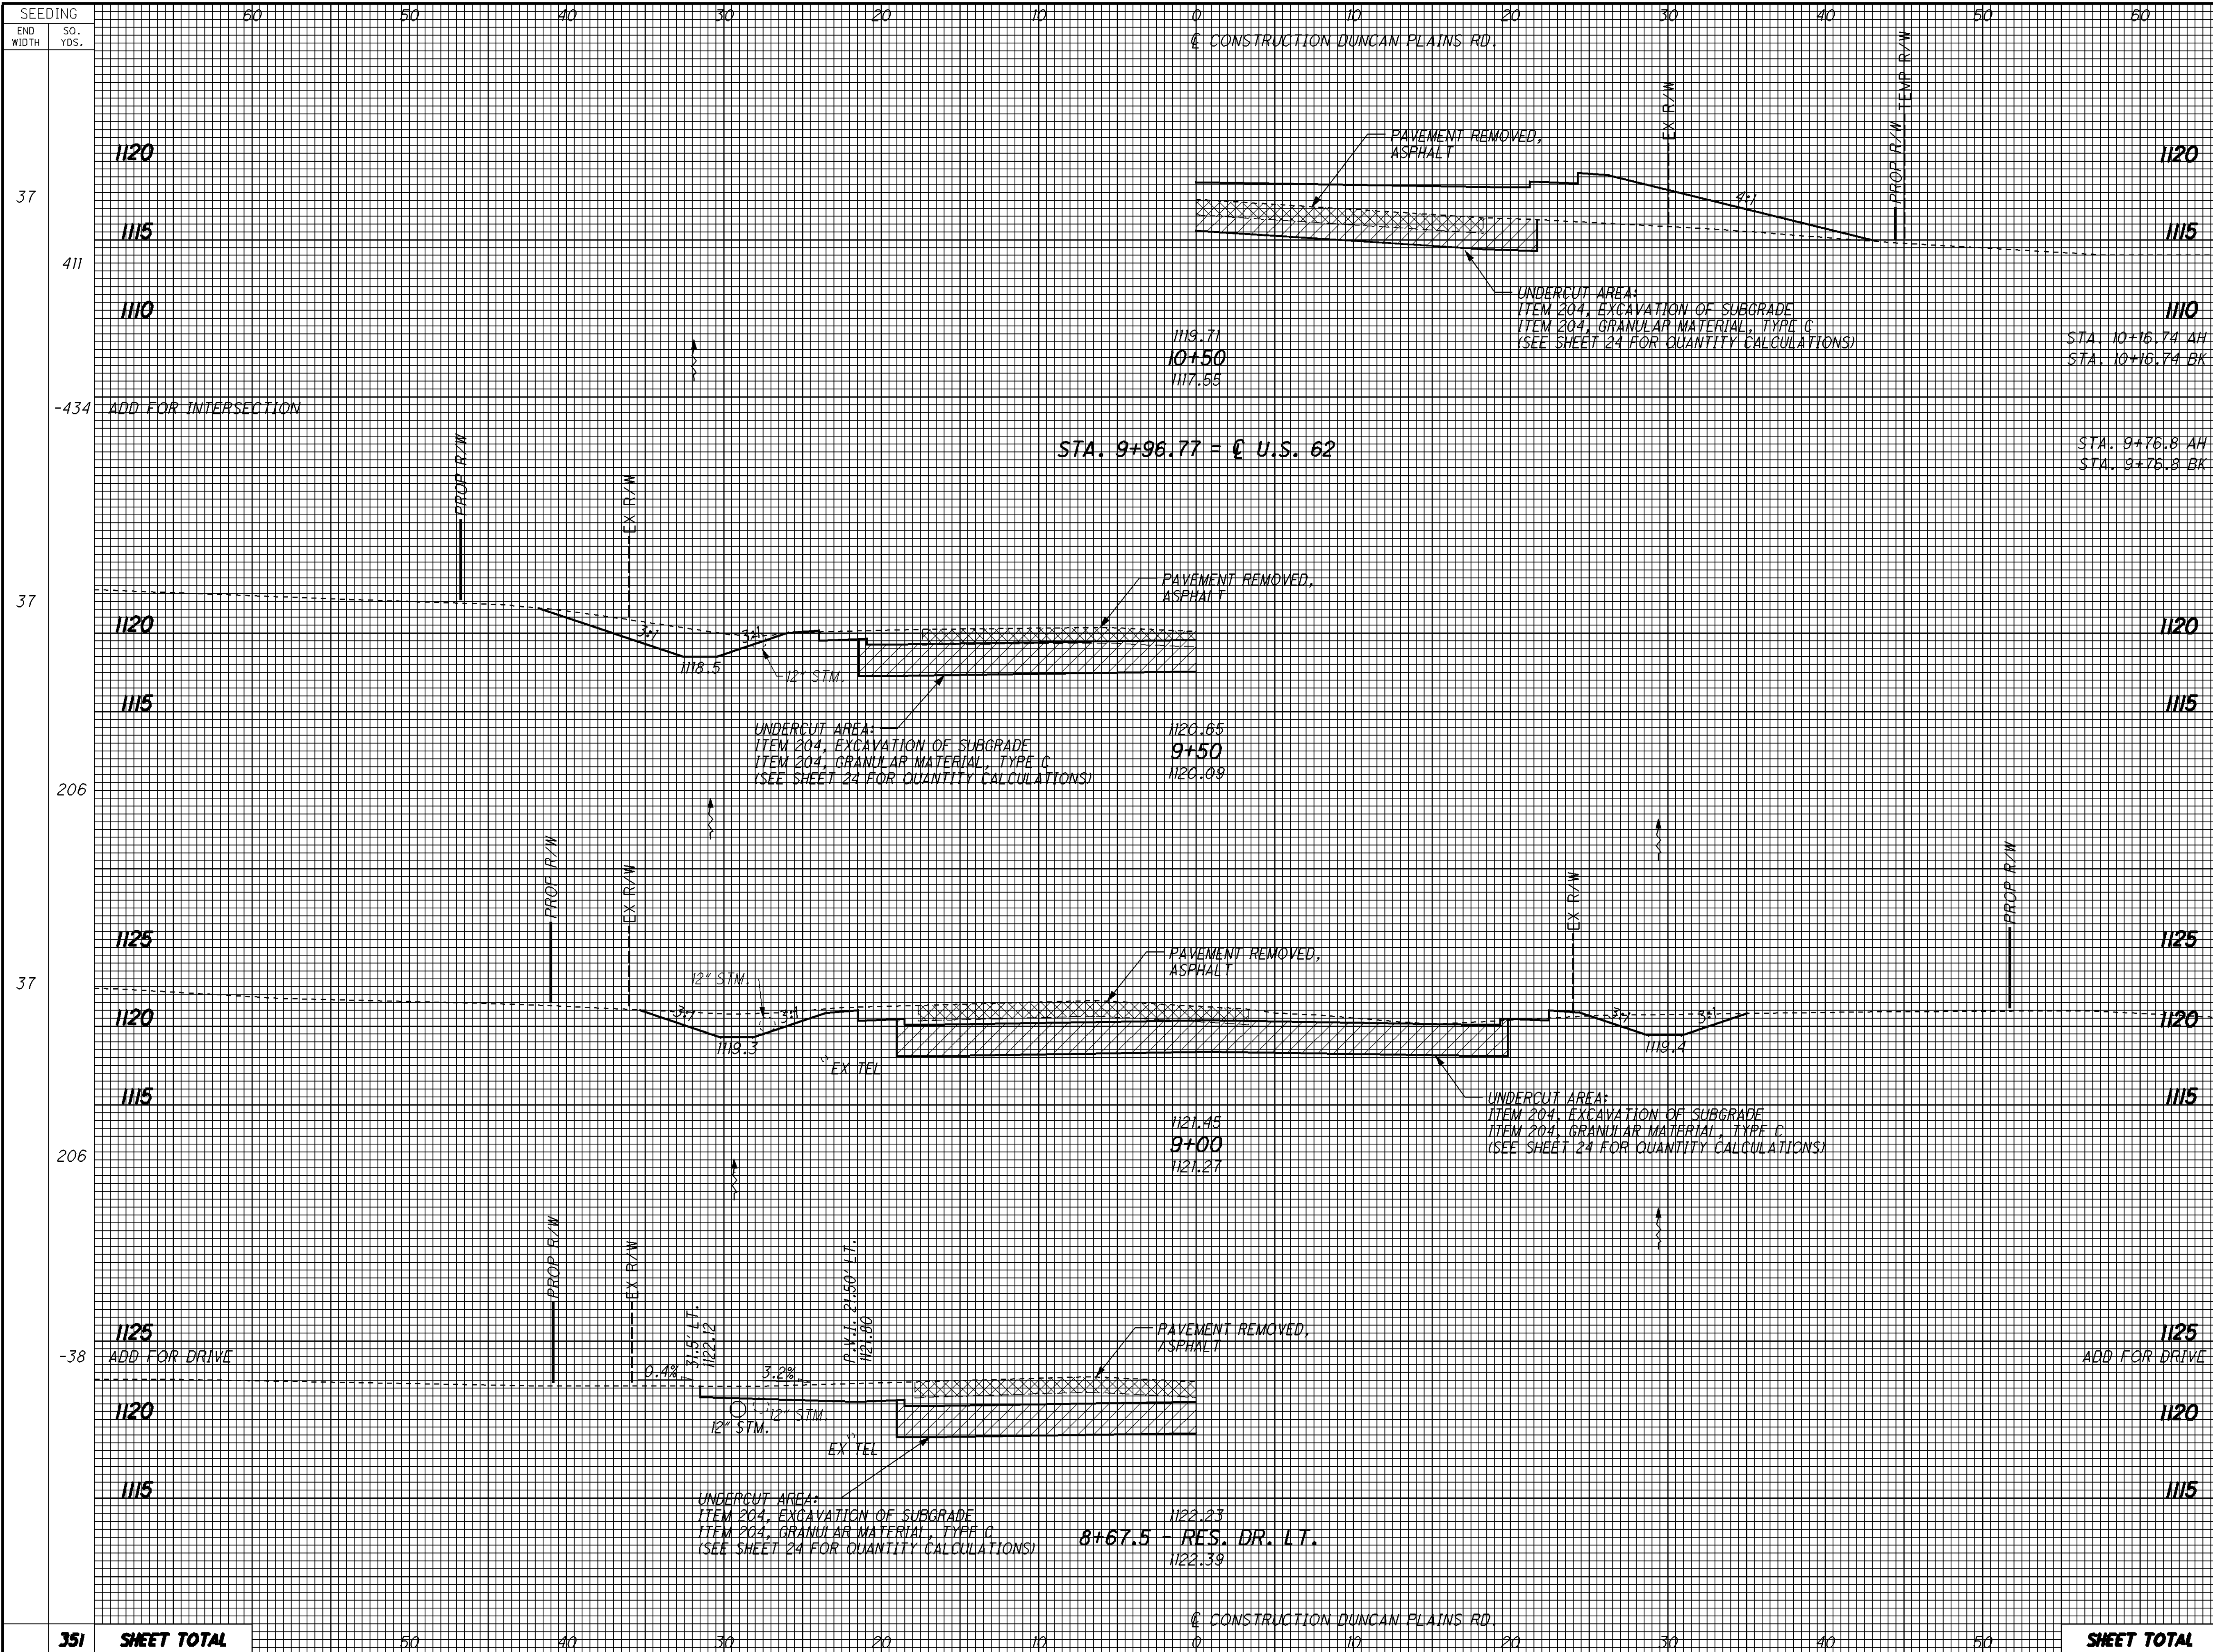 SEEDING
END WIDTH
SQ. YDS.
60 50 40 30 20 10 0 10 20 30 40 50 60
℄ CONSTRUCTION DUNCAN PLAINS RD.
EX R/W
PROP R/W
TEMP R/W
PAVEMENT REMOVED,
ASPHALT
1120
1120
37
4:1
1115
1115
411
UNDERCUT AREA:
ITEM 204, EXCAVATION OF SUBGRADE
ITEM 204, GRANULAR MATERIAL, TYPE C
(SEE SHEET 24 FOR QUANTITY CALCULATIONS)
1110
1110
1119.71
10+50
1117.55
STA. 10+16.74 AH
STA. 10+16.74 BK
-434
ADD FOR INTERSECTION
STA. 9+96.77 = ℄ U.S. 62
STA. 9+76.8 AH
STA. 9+76.8 BK
PROP R/W
EX R/W
PAVEMENT REMOVED,
ASPHALT
37
1120
1120
3:1
3:1
1118.5
12" STM.
1115
1115
UNDERCUT AREA:
ITEM 204, EXCAVATION OF SUBGRADE
ITEM 204, GRANULAR MATERIAL, TYPE C
(SEE SHEET 24 FOR QUANTITY CALCULATIONS)
1120.65
9+50
1120.09
206
PROP R/W
EX R/W
EX R/W
PROP R/W
1125
1125
PAVEMENT REMOVED,
ASPHALT
12" STM.
37
1120
1120
3:1
3:1
3:1
3:1
1119.3
1119.4
EX TEL
1115
1115
UNDERCUT AREA:
ITEM 204, EXCAVATION OF SUBGRADE
ITEM 204, GRANULAR MATERIAL, TYPE C
(SEE SHEET 24 FOR QUANTITY CALCULATIONS)
1121.45
9+00
1121.27
206
PROP R/W
EX R/W
31.5' LT.
1122.12
P.V.I. 21.50' LT.
1121.80
1125
1125
PAVEMENT REMOVED,
ASPHALT
-38
ADD FOR DRIVE
ADD FOR DRIVE
0.4%
3.2%
1120
1120
12" STM
12" STM.
EX TEL
1115
1115
UNDERCUT AREA:
ITEM 204, EXCAVATION OF SUBGRADE
ITEM 204, GRANULAR MATERIAL, TYPE C
(SEE SHEET 24 FOR QUANTITY CALCULATIONS)
1122.23
8+67.5 - RES. DR. LT.
1122.39
℄ CONSTRUCTION DUNCAN PLAINS RD.
351 SHEET TOTAL
50 40 30 20 10 0 10 20 30 40 50
SHEET TOTAL